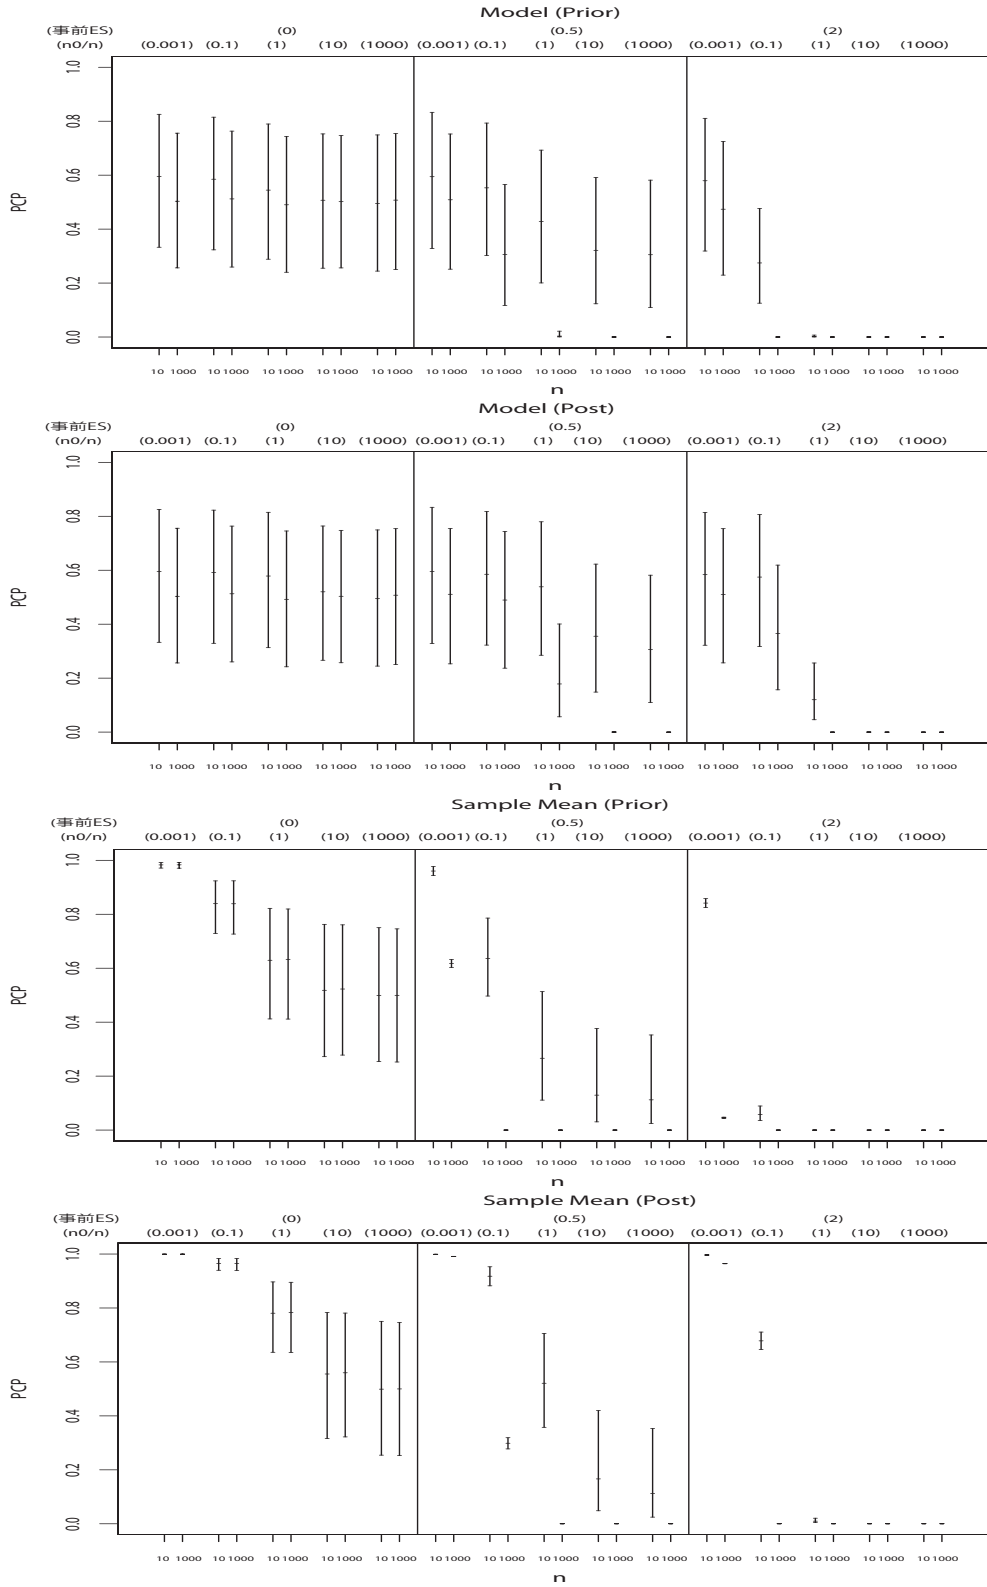 Model (Prior)
(事前ES) (0) (0.5) (2)
(n0/n) (0.001) (0.1) (1) (10) (1000) (0.001) (0.1) (1) (10) (1000) (0.001) (0.1) (1) (10) (1000)
1.0
0.8
0.6
0.4
0.2
0.0
PCP
10 1000 10 1000 10 1000 10 1000 10 1000 10 1000 10 1000 10 1000 10 1000 10 1000 10 1000 10 1000 10 1000 10 1000 10 1000
n
Model (Post)
(事前ES) (0) (0.5) (2)
(n0/n) (0.001) (0.1) (1) (10) (1000) (0.001) (0.1) (1) (10) (1000) (0.001) (0.1) (1) (10) (1000)
1.0
0.8
0.6
0.4
0.2
0.0
PCP
10 1000 10 1000 10 1000 10 1000 10 1000 10 1000 10 1000 10 1000 10 1000 10 1000 10 1000 10 1000 10 1000 10 1000 10 1000
n
Sample Mean (Prior)
(事前ES) (0) (0.5) (2)
(n0/n) (0.001) (0.1) (1) (10) (1000) (0.001) (0.1) (1) (10) (1000) (0.001) (0.1) (1) (10) (1000)
1.0
0.8
0.6
0.4
0.2
0.0
PCP
10 1000 10 1000 10 1000 10 1000 10 1000 10 1000 10 1000 10 1000 10 1000 10 1000 10 1000 10 1000 10 1000 10 1000 10 1000
n
Sample Mean (Post)
(事前ES) (0) (0.5) (2)
(n0/n) (0.001) (0.1) (1) (10) (1000) (0.001) (0.1) (1) (10) (1000) (0.001) (0.1) (1) (10) (1000)
1.0
0.8
0.6
0.4
0.2
0.0
PCP
10 1000 10 1000 10 1000 10 1000 10 1000 10 1000 10 1000 10 1000 10 1000 10 1000 10 1000 10 1000 10 1000 10 1000 10 1000
n